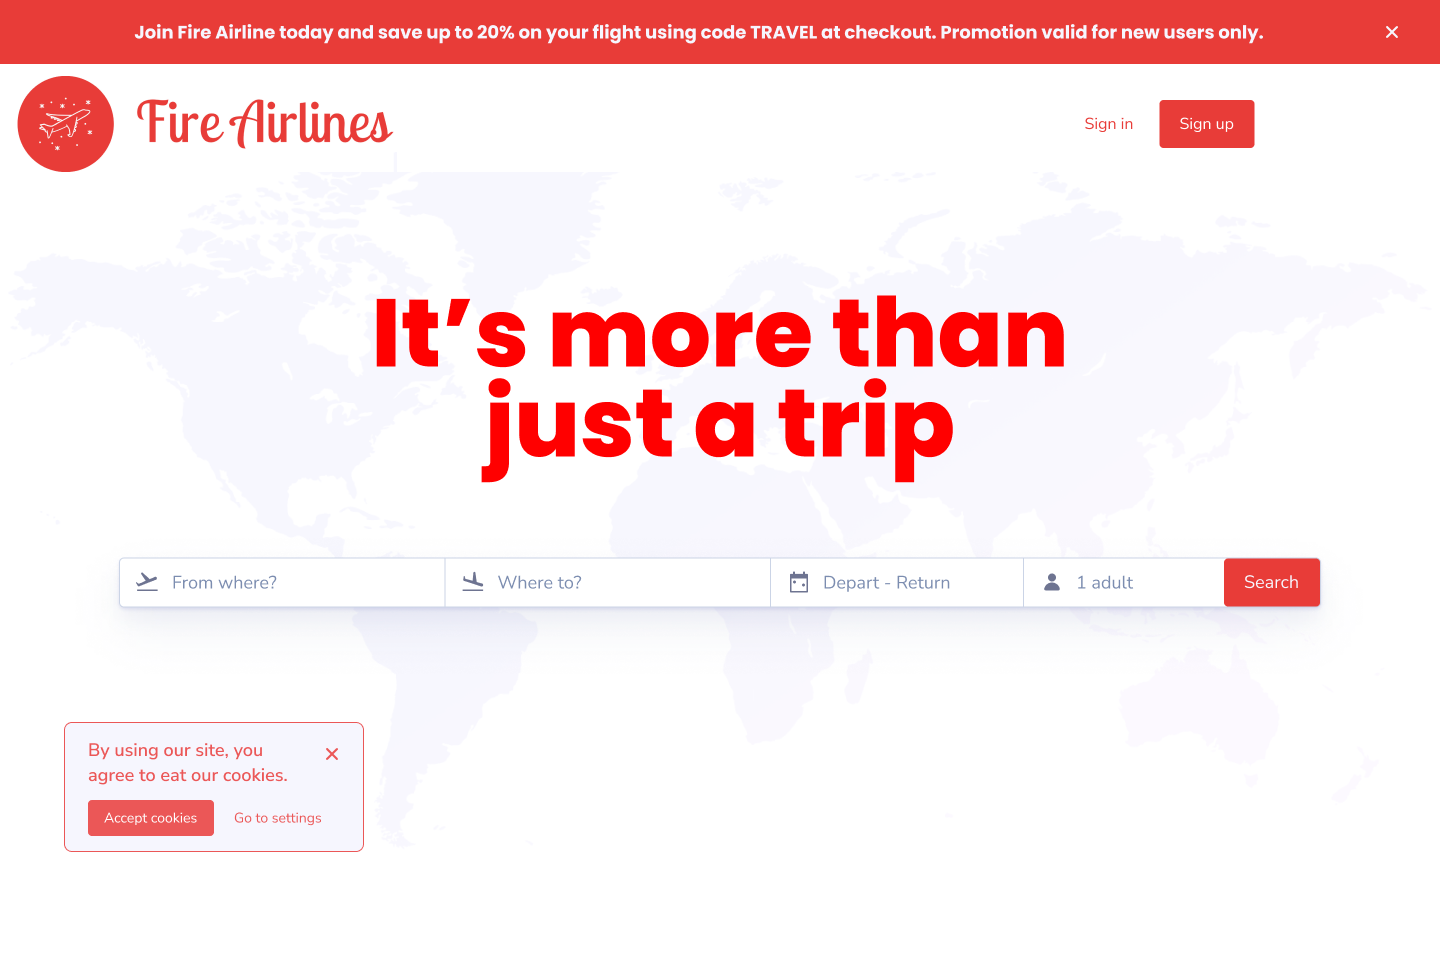 Join Fire Airline today and save up to 20% on your flight using code TRAVEL at checkout. Promotion valid for new users only.
Fire Airlines
Sign in
Sign up
It’s more than
just a trip
From where?
Where to?
Depart - Return
1 adult
Search
By using our site, you
agree to eat our cookies.
Accept cookies
Go to settings